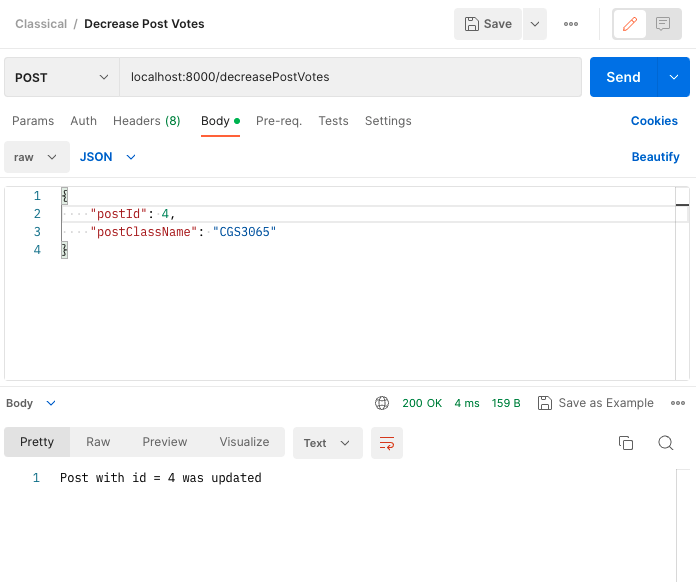 Classical / Decrease Post Votes
Save
POST
localhost:8000/decreasePostVotes
Send
Params Auth Headers (8) Body Pre-req. Tests Settings
Cookies
raw JSON
Beautify
1 {
2 "postId": 4,
3 "postClassName": "CGS3065"
4 }
Body
200 OK 4 ms 159 B Save as Example
Pretty Raw Preview Visualize Text
1 Post with id = 4 was updated